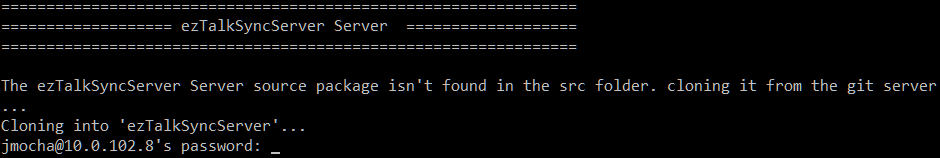 ===============================================================
=================== ezTalkSyncServer Server  ===================
===============================================================
The ezTalkSyncServer Server source package isn't found in the src folder. cloning it from the git server
...
Cloning into 'ezTalkSyncServer'...
jmocha@10.0.102.8's password: _